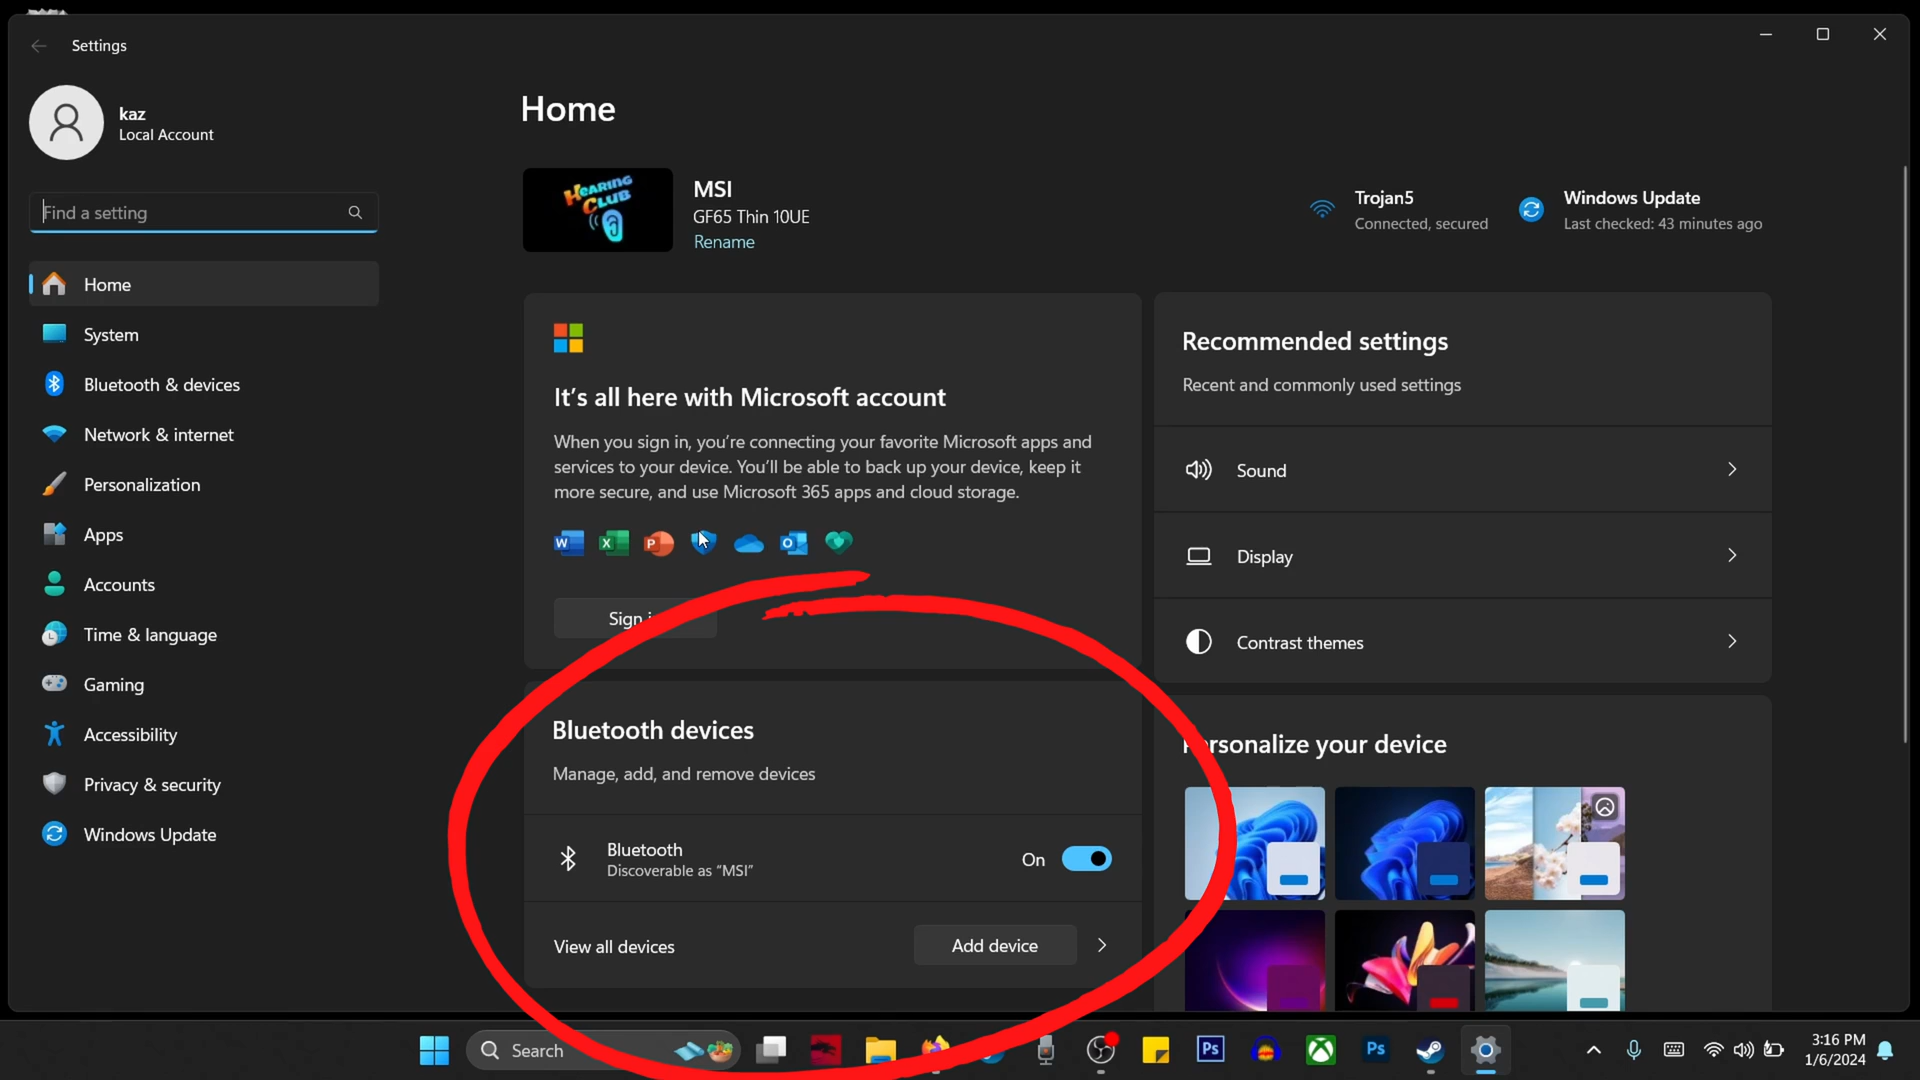 Settings
kaz
Local Account
Find a setting
Home
System
Bluetooth & devices
Network & internet
Personalization
Apps
Accounts
Time & language
Gaming
Accessibility
Privacy & security
Windows Update
Home
HEARING
CLUB
MSI
GF65 Thin 10UE
Rename
Trojan5
Connected, secured
Windows Update
Last checked: 43 minutes ago
It's all here with Microsoft account
When you sign in, you're connecting your favorite Microsoft apps and
services to your device. You'll be able to back up your device, keep it
more secure, and use Microsoft 365 apps and cloud storage.
W X P O
Sign
Bluetooth devices
Manage, add, and remove devices
Bluetooth
Discoverable as "MSI"
On
View all devices
Add device
Recommended settings
Recent and commonly used settings
Sound
Display
Contrast themes
rsonalize your device
Search
Ps
Ps
3:16 PM
1/6/2024